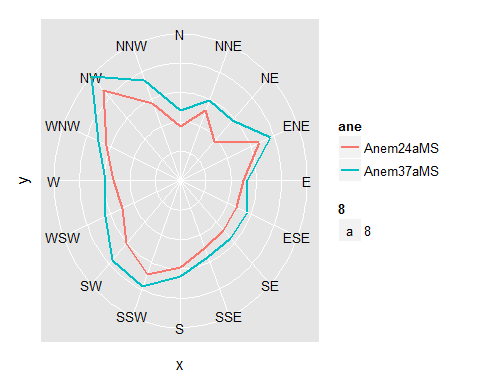 N
NNW
NNE
NW
NE
WNW
ENE
W
E
WSW
ESE
SW
SE
SSW
SSE
S
y
x
ane
Anem24aMS
Anem37aMS
8
a 8